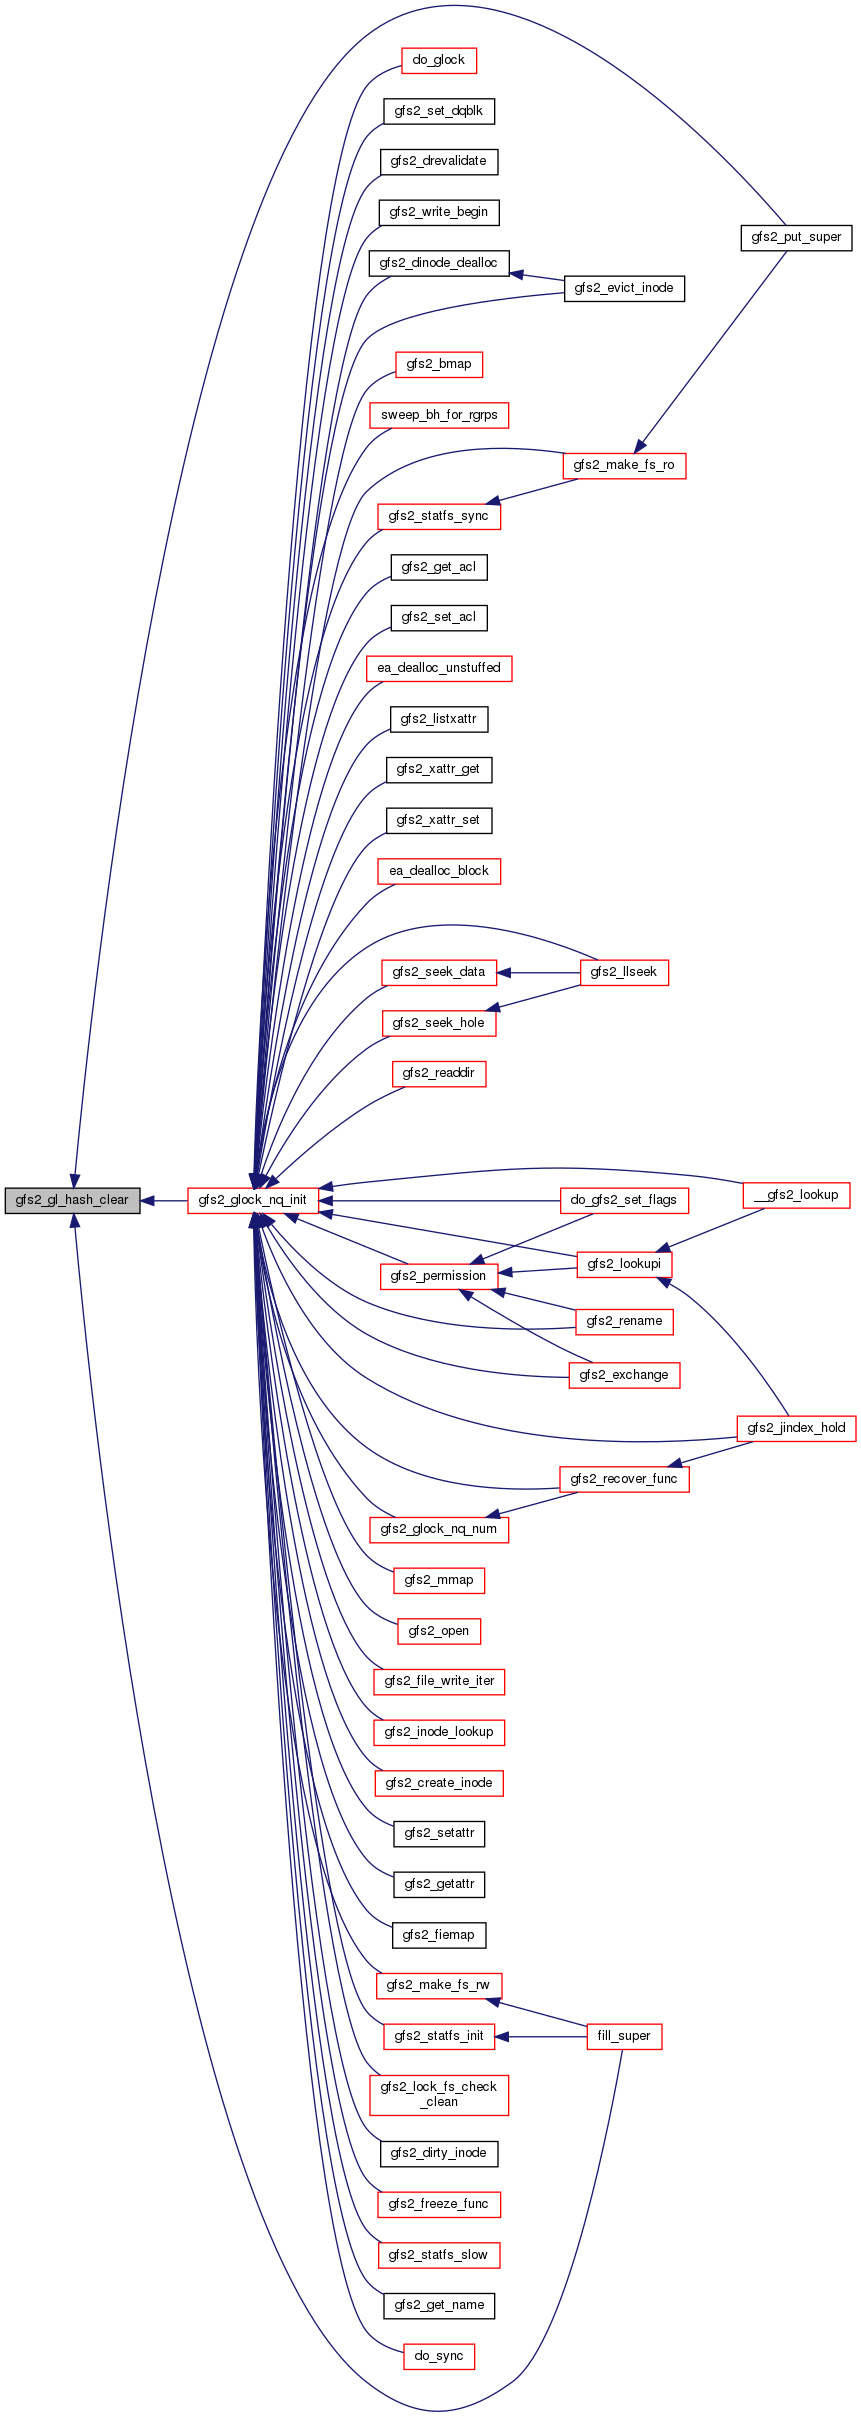 do_glock
gfs2_set_dqblk
gfs2_drevalidate
gfs2_write_begin
gfs2_put_super
gfs2_dinode_dealloc
gfs2_evict_inode
gfs2_bmap
sweep_bh_for_rgrps
gfs2_make_fs_ro
gfs2_statfs_sync
gfs2_get_acl
gfs2_set_acl
ea_dealloc_unstuffed
gfs2_listxattr
gfs2_xattr_get
gfs2_xattr_set
ea_dealloc_block
gfs2_seek_data
gfs2_llseek
gfs2_seek_hole
gfs2_readdir
gfs2_gl_hash_clear
gfs2_glock_nq_init
do_gfs2_set_flags
__gfs2_lookup
gfs2_permission
gfs2_lookupi
gfs2_rename
gfs2_exchange
gfs2_jindex_hold
gfs2_recover_func
gfs2_glock_nq_num
gfs2_mmap
gfs2_open
gfs2_file_write_iter
gfs2_inode_lookup
gfs2_create_inode
gfs2_setattr
gfs2_getattr
gfs2_fiemap
gfs2_make_fs_rw
gfs2_statfs_init
fill_super
gfs2_lock_fs_check
_clean
gfs2_dirty_inode
gfs2_freeze_func
gfs2_statfs_slow
gfs2_get_name
do_sync